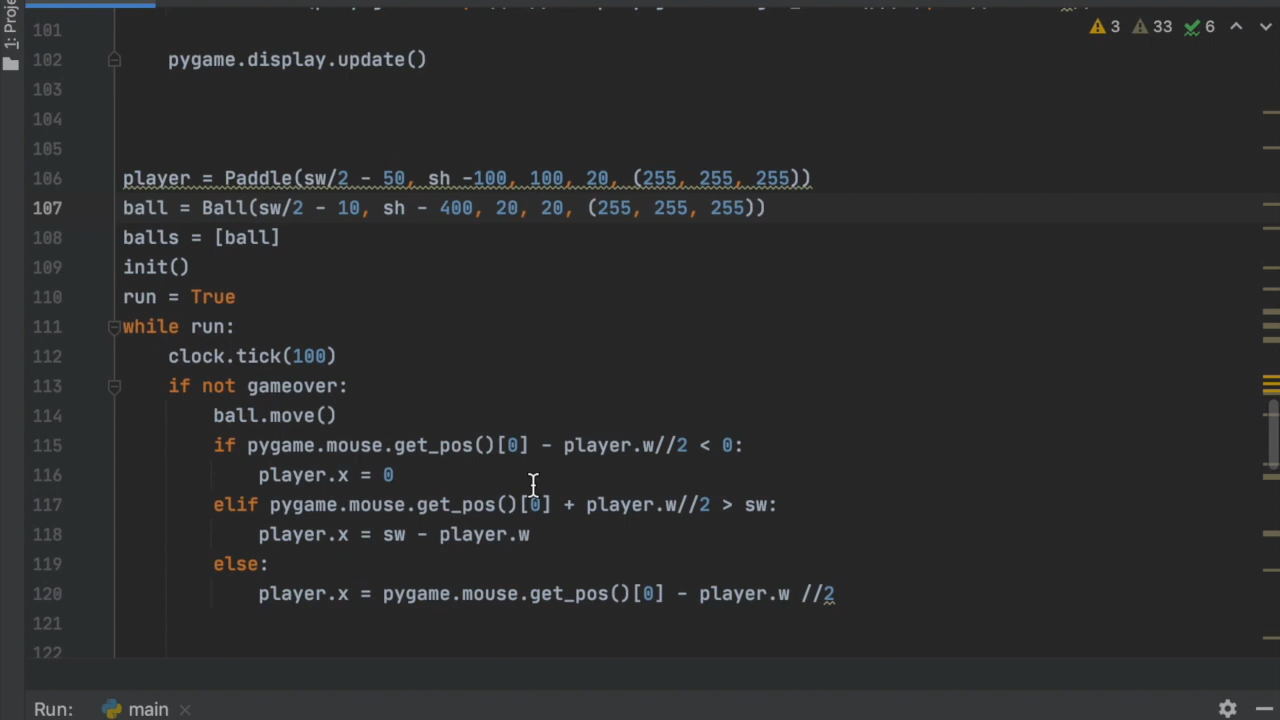 1: Proje
3 33 6
101
102 pygame.display.update()
103
104
105
106 player = Paddle(sw/2 - 50, sh -100, 100, 20, (255, 255, 255))
107 ball = Ball(sw/2 - 10, sh - 400, 20, 20, (255, 255, 255))
108 balls = [ball]
109 init()
110 run = True
111 while run:
112 clock.tick(100)
113 if not gameover:
114 ball.move()
115 if pygame.mouse.get_pos()[0] - player.w//2 < 0:
116 player.x = 0
117 elif pygame.mouse.get_pos()[0] + player.w//2 > sw:
118 player.x = sw - player.w
119 else:
120 player.x = pygame.mouse.get_pos()[0] - player.w //2
121
122
Run: main